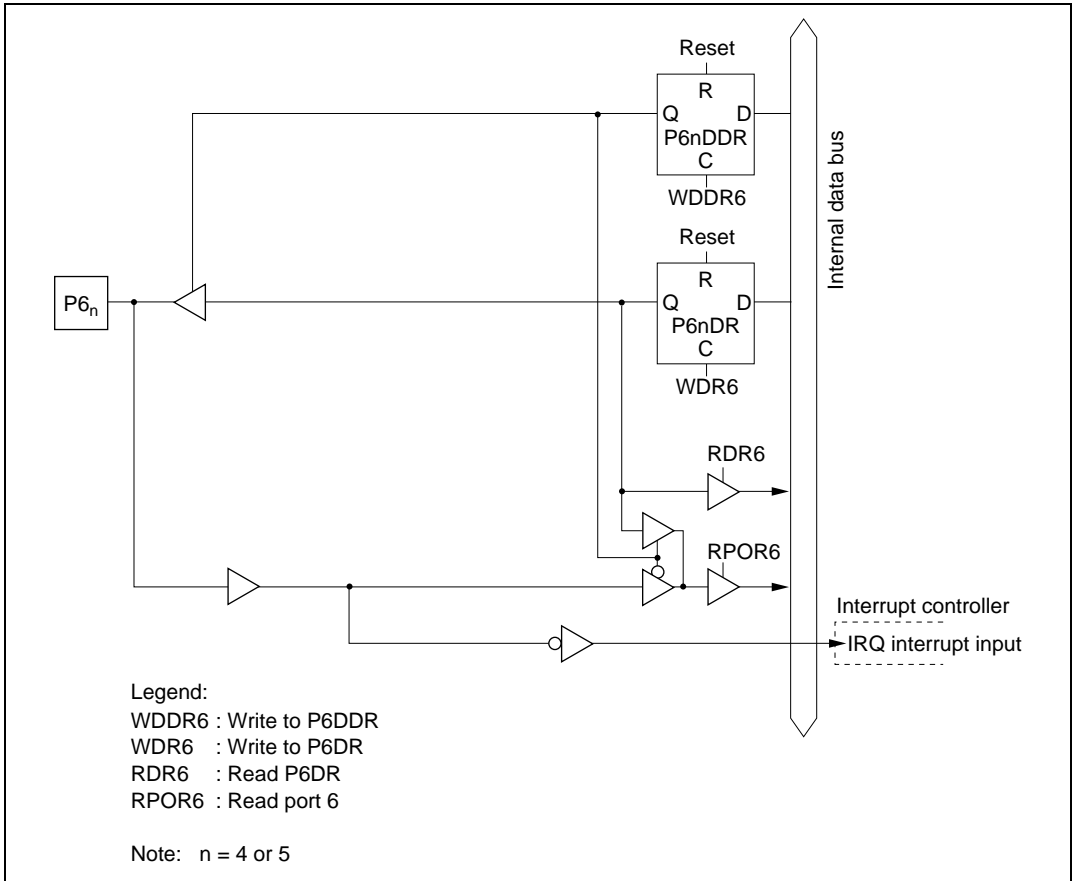 Reset
R
Q D
P6nDDR
C
WDDR6
Internal data bus
Reset
R
P6n
Q D
P6nDR
C
WDR6
RDR6
RPOR6
Interrupt controller
IRQ interrupt input
Legend:
WDDR6 : Write to P6DDR
WDR6 : Write to P6DR
RDR6 : Read P6DR
RPOR6 : Read port 6
Note: n = 4 or 5